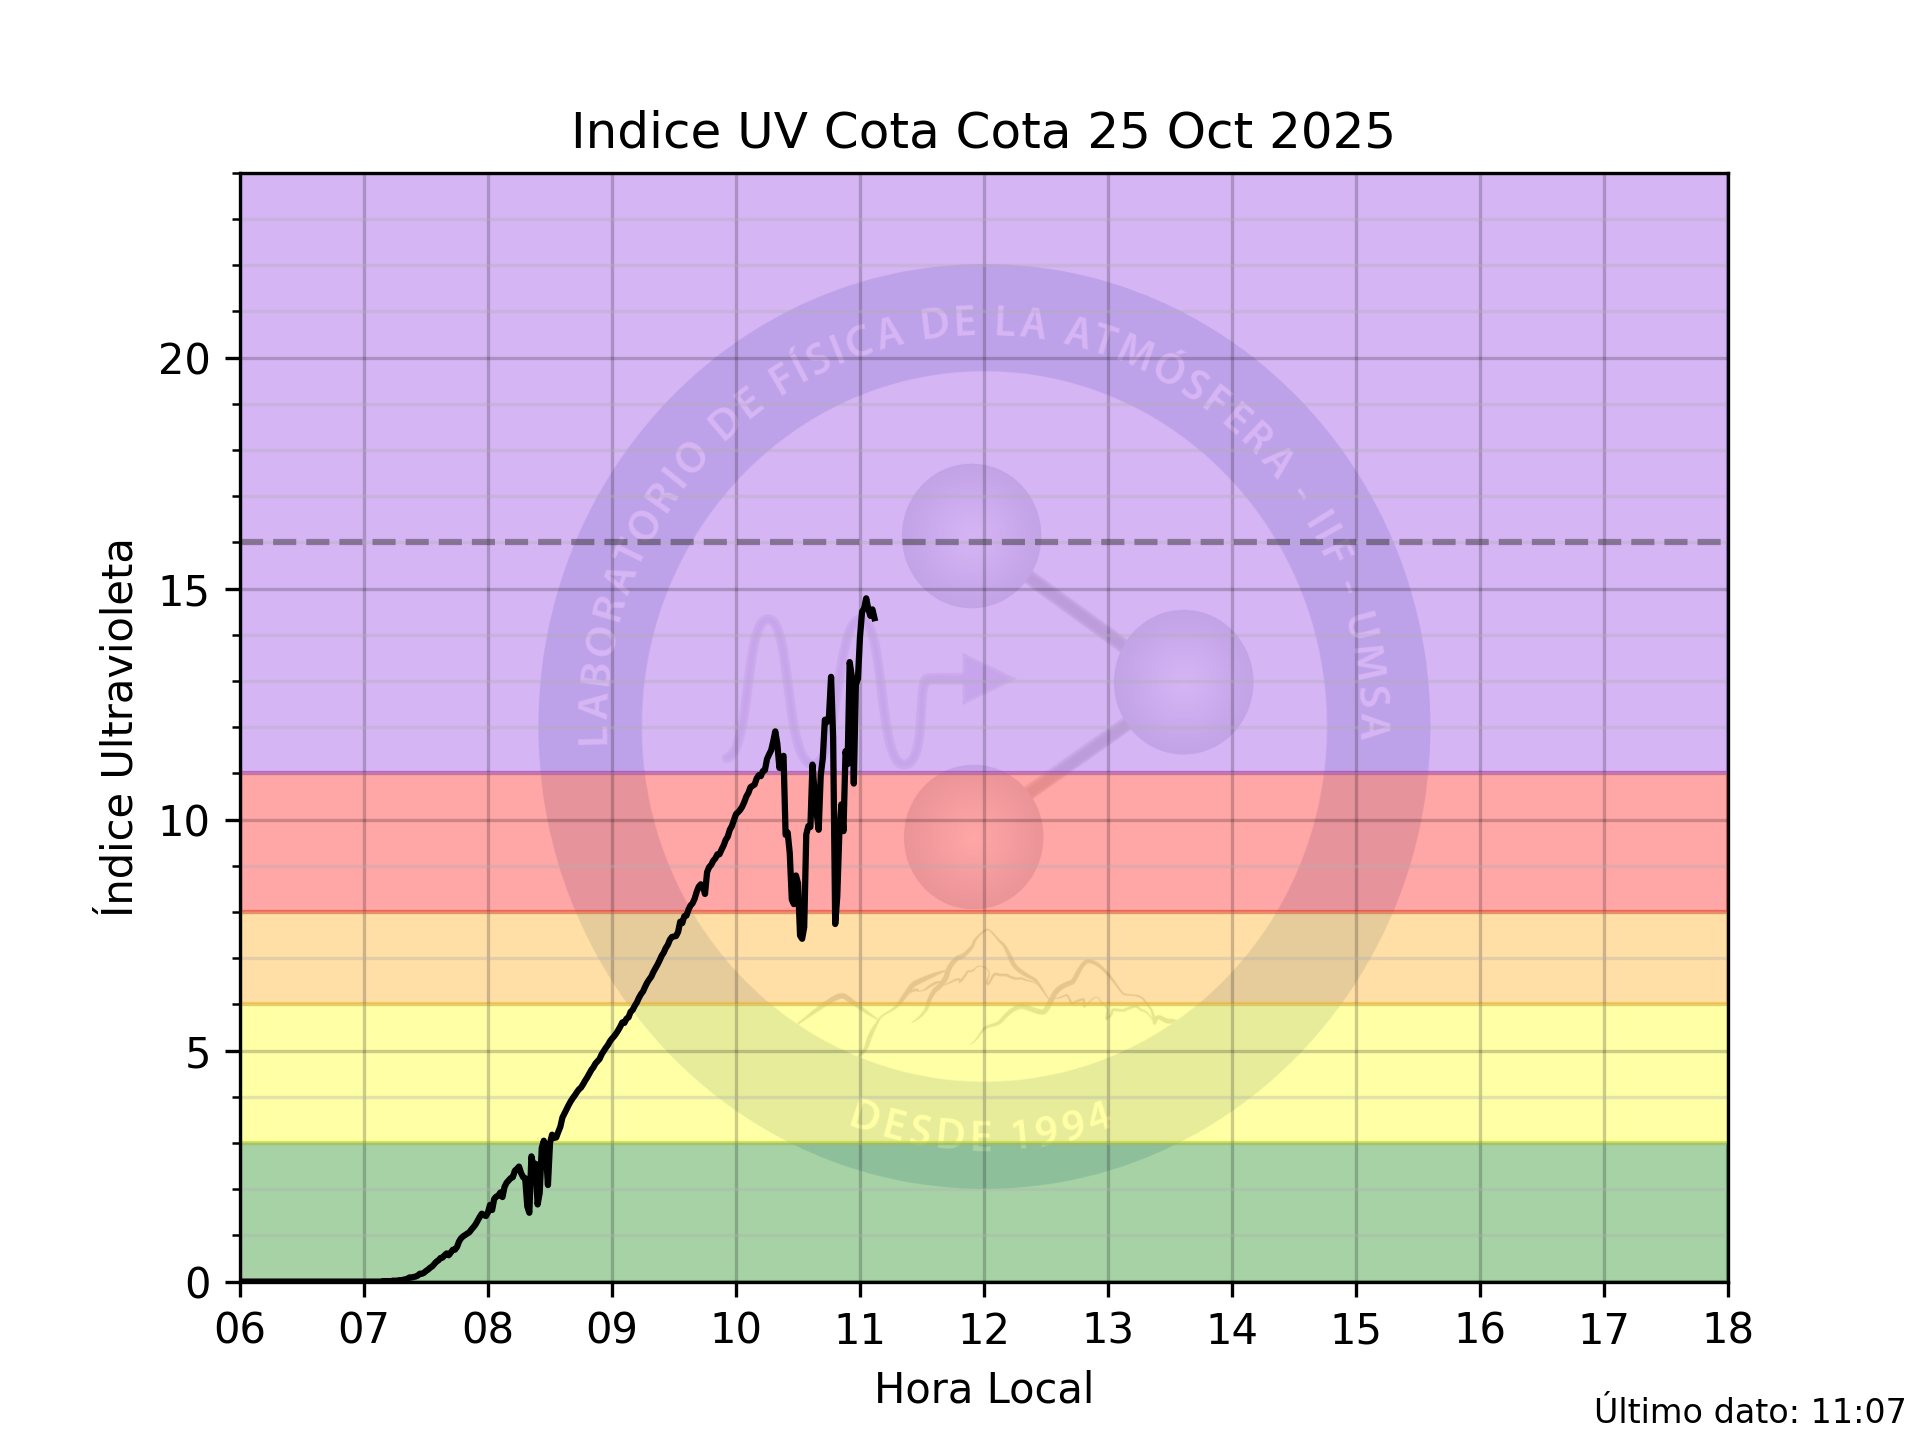 Indice UV Cota Cota 25 Oct 2025
Índice Ultravioleta
20
15
10
5
0
LABORATORIO DE FÍSICA DE LA ATMÓSFERA - IIF - UMSA
DESDE 1994
06 07 08 09 10 11 12 13 14 15 16 17 18
Hora Local
Último dato: 11:07